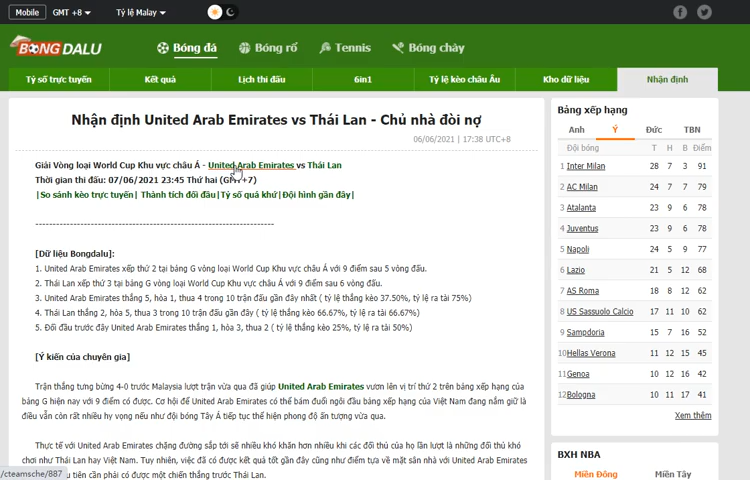 Mobile GMT +8 Tỷ lệ Malay
BONGDALU Bóng đá Bóng rổ Tennis Bóng chày
Tỷ số trực tuyến Kết quả Lịch thi đấu 6in1 Tỷ lệ kèo châu Âu Kho dữ liệu Nhận định
Nhận định United Arab Emirates vs Thái Lan - Chủ nhà đòi nợ
06/06/2021 | 17:38 UTC+8
Giải Vòng loại World Cup Khu vực châu Á - United Arab Emirates vs Thái Lan
Thời gian thi đấu: 07/06/2021 23:45 Thứ hai (GMT+7)
|So sánh kèo trực tuyến| Thành tích đối đầu|Tỷ số quá khứ|Đội hình gần đây|
------------------------------------------------------------------
[Dữ liệu Bongdalu]:
1. United Arab Emirates xếp thứ 2 tại bảng G vòng loại World Cup Khu vực châu Á với 9 điểm sau 5 vòng đấu.
2. Thái Lan xếp thứ 3 tại bảng G vòng loại World Cup Khu vực châu Á với 9 điểm sau 6 vòng đấu.
3. United Arab Emirates thắng 5, hòa 1, thua 4 trong 10 trận đấu gần đây nhất ( tỷ lệ thắng kèo 37.50%, tỷ lệ ra tài 75%)
4. Thái Lan thắng 2, hòa 5, thua 3 trong 10 trận đấu gần đây ( tỷ lệ thắng kèo 66.67%, tỷ lệ ra tài 66.67%)
5. Đối đầu trước đây United Arab Emirates thắng 1, hòa 3, thua 2 ( tỷ lệ thắng kèo 25%, tỷ lệ ra tài 50%)
[Ý kiến của chuyên gia]
Trận thắng tưng bừng 4-0 trước Malaysia lượt trận vừa qua đã giúp United Arab Emirates vươn lên vị trí thứ 2 trên bảng xếp hạng của
bảng G hiện nay với 9 điểm có được. Cơ hội để United Arab Emirates có thể bám đuổi ngôi đầu bảng xếp hạng của Việt Nam đang nắm giữ là
điều vẫn còn rất nhiều hy vọng nếu như đội bóng Tây Á tiếp tục thể hiện phong độ ấn tượng vừa qua.
Thực tế với United Arab Emirates chặng đường sắp tới sẽ nhiều khó khăn hơn nhiều khi các đối thủ của họ lần lượt là những đối thủ khó
chơi như Thái Lan hay Việt Nam. Tuy nhiên, việc đã có được kết quả tốt gần đây cũng như điểm tựa về mặt sân nhà với United Arab Emirates
/cteamsche/887 u tiên cần phải có được một chiến thắng trước Thái Lan.
Bảng xếp hạng
Anh Ý Đức TBN
Đội bóng T H B Điểm
1 Inter Milan 28 7 3 91
2 AC Milan 24 7 7 79
3 Atalanta 23 9 6 78
4 Juventus 23 9 6 78
5 Napoli 24 5 9 77
6 Lazio 21 5 12 68
7 AS Roma 18 8 12 62
8 US Sassuolo Calcio 17 11 10 62
9 Sampdoria 15 7 16 52
10 Hellas Verona 11 12 15 45
11 Genoa 10 12 16 42
12 Bologna 10 11 17 41
Xem thêm
BXH NBA
Miền Đông Miền Tây